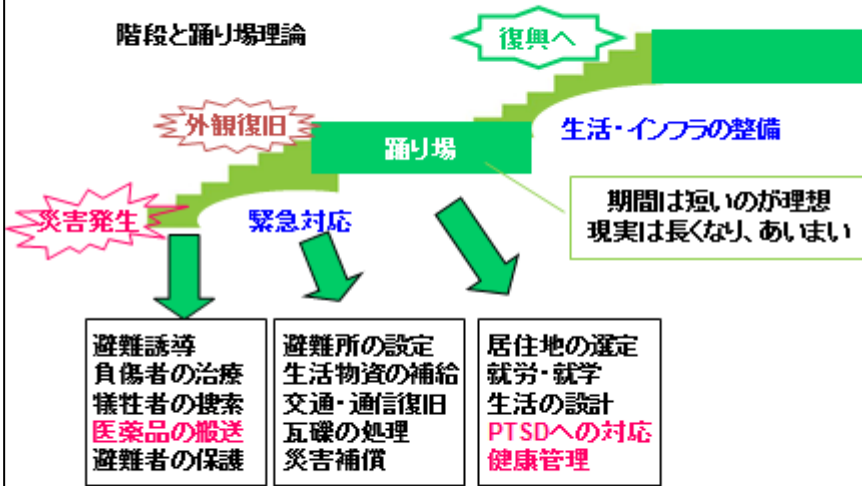 階段と踊り場理論
復興へ
外観復旧
踊り場
生活・インフラの整備
災害発生
緊急対応
期間は短いのが理想
現実は長くなり、あいまい
避難誘導
負傷者の治療
犠牲者の捜索
医薬品の搬送
避難者の保護
避難所の設定
生活物資の補給
交通・通信復旧
瓦礫の処理
災害補償
居住地の選定
就労・就学
生活の設計
PTSDへの対応
健康管理